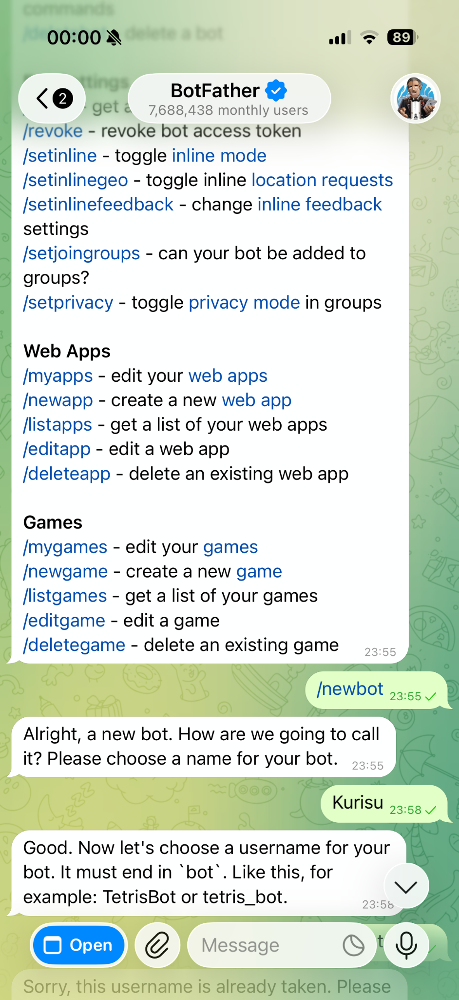 commands
/deletebot - delete a bot
00:00
89
ttings
2
BotFather
7,688,438 monthly users
- get a
/revoke - revoke bot access token
/setinline - toggle inline mode
/setinlinegeo - toggle inline location requests
/setinlinefeedback - change inline feedback
settings
/setjoingroups - can your bot be added to
groups?
/setprivacy - toggle privacy mode in groups
Web Apps
/myapps - edit your web apps
/newapp - create a new web app
/listapps - get a list of your web apps
/editapp - edit a web app
/deleteapp - delete an existing web app
Games
/mygames - edit your games
/newgame - create a new game
/listgames - get a list of your games
/editgame - edit a game
/deletegame - delete an existing game
23:55
/newbot
23:55
Alright, a new bot. How are we going to call
it? Please choose a name for your bot.
23:55
Kurisu
23:58
Good. Now let's choose a username for your
bot. It must end in `bot`. Like this, for
example: TetrisBot or tetris_bot.
23:58
Open
Message
t
Sorry, this username is already taken. Please